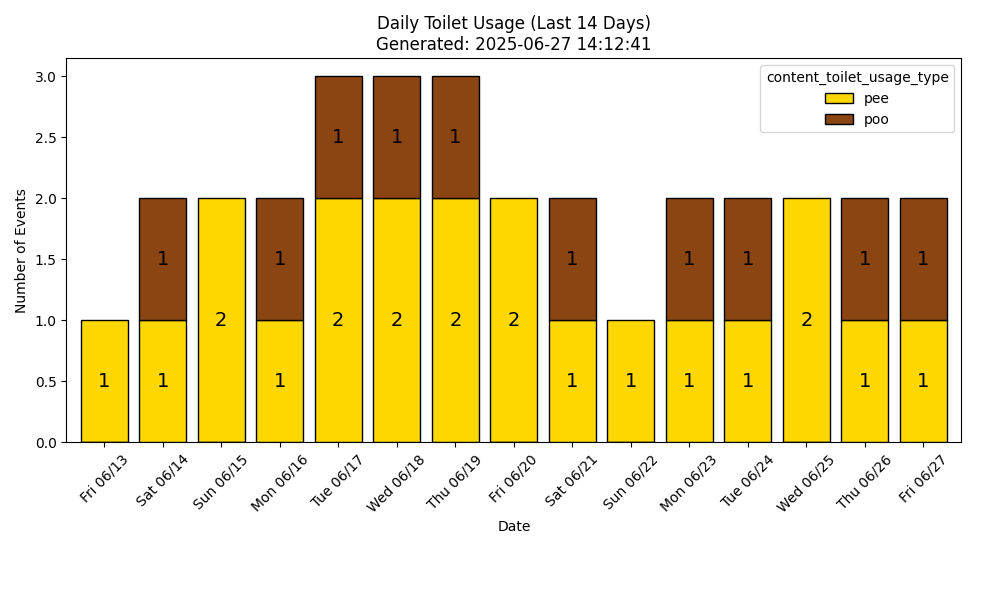 Daily Toilet Usage (Last 14 Days)
Generated: 2025-06-27 14:12:41
content_toilet_usage_type
pee
poo
Number of Events
3.0
2.5
2.0
1.5
1.0
0.5
0.0
1 1 1
1 1 1 1 1 1 1
2 2 2 2 2 2
1 1 1 1 1 1 1 1 1
Fri 06/13
Sat 06/14
Sun 06/15
Mon 06/16
Tue 06/17
Wed 06/18
Thu 06/19
Fri 06/20
Sat 06/21
Sun 06/22
Mon 06/23
Tue 06/24
Wed 06/25
Thu 06/26
Fri 06/27
Date